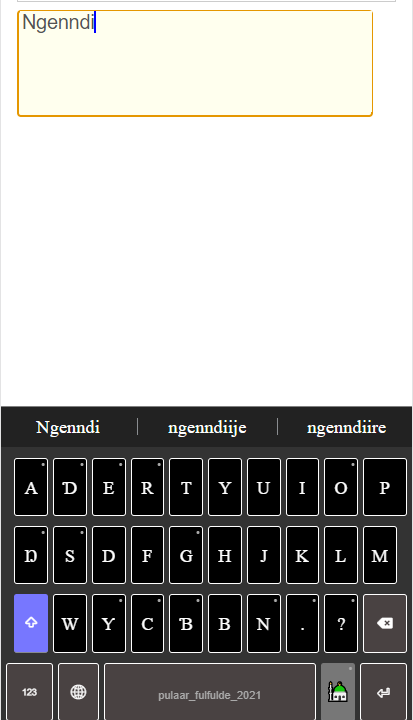 Ngenndi
Ngenndi ngenndiije ngenndiire
A Ɗ E R T Y U I O P
Ŋ S D F G H J K L M
W Ƴ C Ɓ B N . ?
123 pulaar_fulfulde_2021